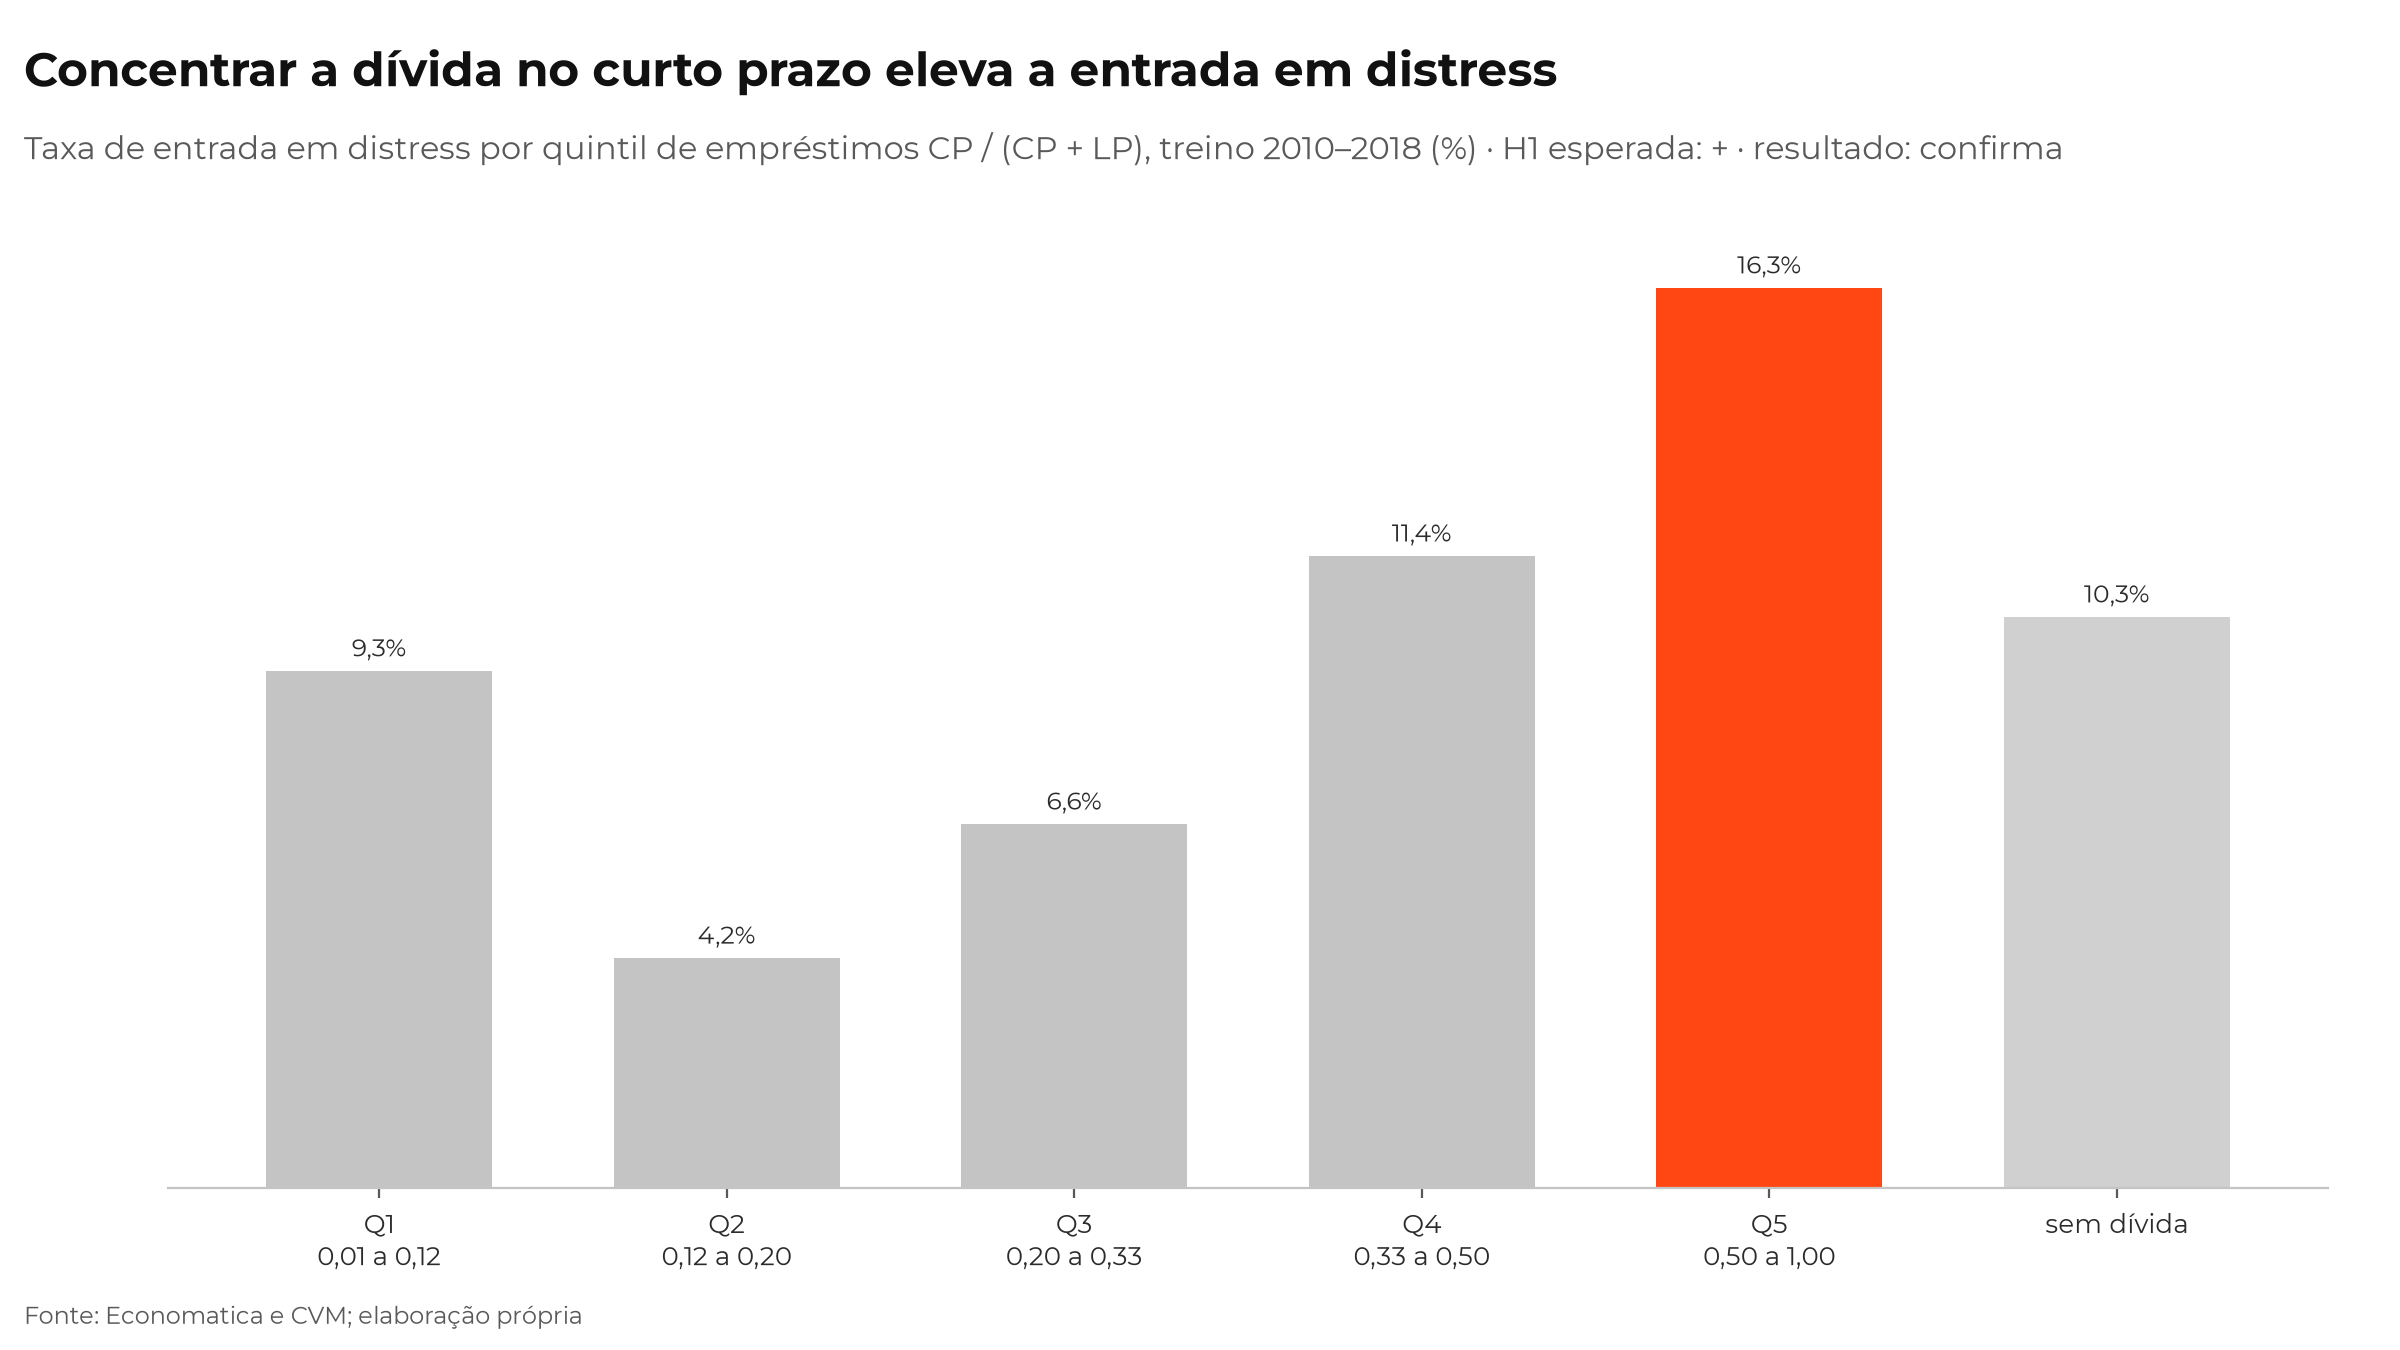 Concentrar a dívida no curto prazo eleva a entrada em distress
Taxa de entrada em distress por quintil de empréstimos CP / (CP + LP), treino 2010–2018 (%) · H1 esperada: + · resultado: confirma
16,3%
11,4%
10,3%
9,3%
6,6%
4,2%
Q1 Q2 Q3 Q4 Q5 sem dívida
0,01 a 0,12 0,12 a 0,20 0,20 a 0,33 0,33 a 0,50 0,50 a 1,00
Fonte: Economatica e CVM; elaboração própria